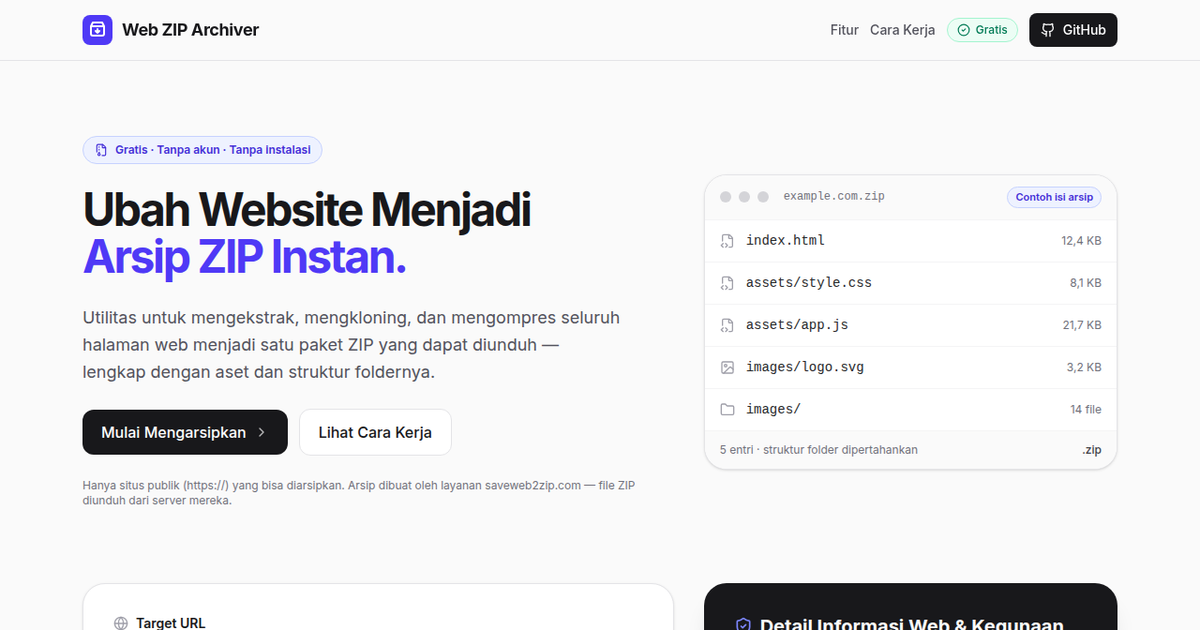 Web ZIP Archiver
Fitur
Cara Kerja
Gratis
GitHub
Gratis · Tanpa akun · Tanpa instalasi
Ubah Website Menjadi
Arsip ZIP Instan.
Utilitas untuk mengekstrak, mengkloning, dan mengompres seluruh
halaman web menjadi satu paket ZIP yang dapat diunduh —
lengkap dengan aset dan struktur foldernya.
Mulai Mengarsipkan
Lihat Cara Kerja
Hanya situs publik (https://) yang bisa diarsipkan. Arsip dibuat oleh layanan saveweb2zip.com — file ZIP
diunduh dari server mereka.
example.com.zip
Contoh isi arsip
index.html 12,4 KB
assets/style.css 8,1 KB
assets/app.js 21,7 KB
images/logo.svg 3,2 KB
images/ 14 file
5 entri · struktur folder dipertahankan .zip
Target URL
Detail Informasi Web & Kegunaan